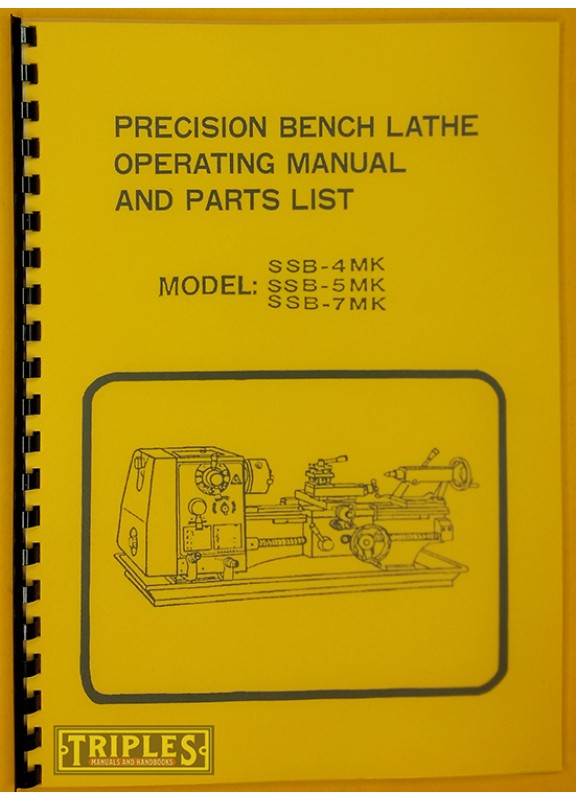 PRECISION BENCH LATHE
OPERATING MANUAL
AND PARTS LIST
SSB-4MK
MODEL: SSB-5MK
SSB-7MK
TRIPLES
MANUALS AND HANDBOOKS